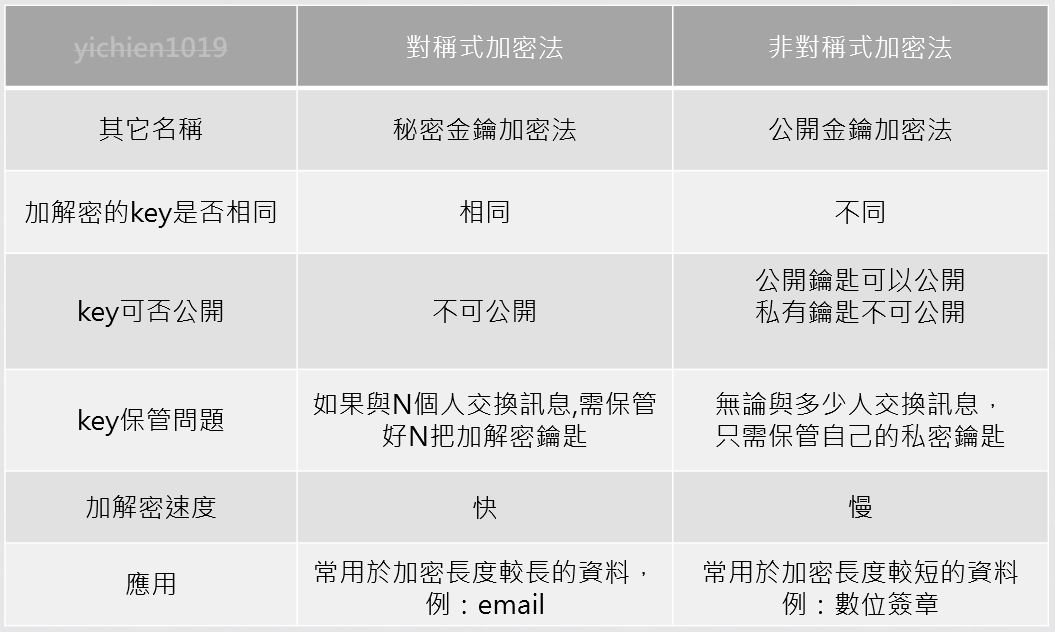 yichien1019
對稱式加密法
非對稱式加密法
其它名稱
秘密金鑰加密法
公開金鑰加密法
加解密的key是否相同
相同
不同
key可否公開
不可公開
公開鑰匙可以公開
私有鑰匙不可公開
key保管問題
如果與N個人交換訊息,需保管
好N把加解密鑰匙
無論與多少人交換訊息，
只需保管自己的私密鑰匙
加解密速度
快
慢
應用
常用於加密長度較長的資料，
例：email
常用於加密長度較短的資料
例：數位簽章